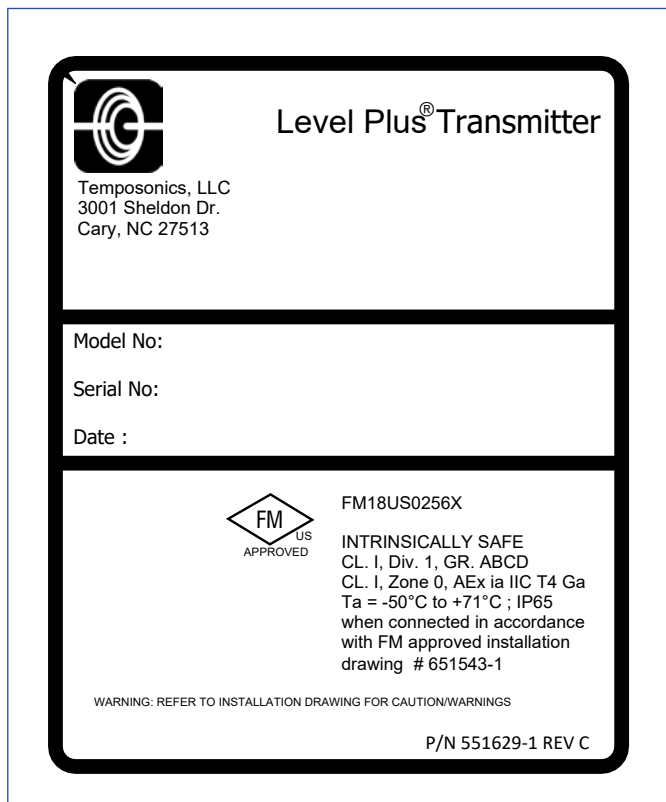 Level Plus® Transmitter
Temposonics, LLC
3001 Sheldon Dr.
Cary, NC 27513
Model No:
Serial No:
Date :
FM
US
APPROVED
FM18US0256X
INTRINSICALLY SAFE
CL. I, Div. 1, GR. ABCD
CL. I, Zone 0, AEx ia IIC T4 Ga
Ta = -50°C to +71°C ; IP65
when connected in accordance
with FM approved installation
drawing # 651543-1
WARNING: REFER TO INSTALLATION DRAWING FOR CAUTION/WARNINGS
P/N 551629-1 REV C